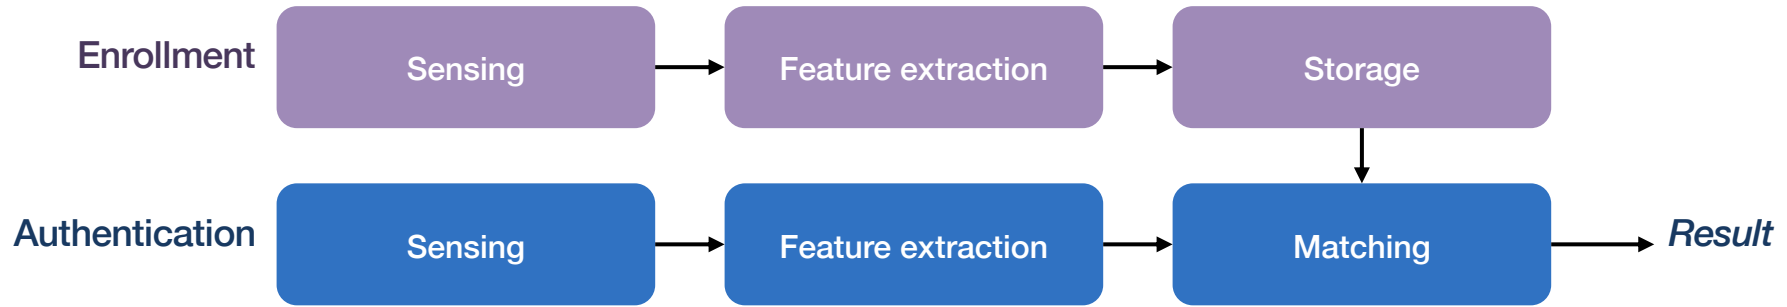 Enrollment
Sensing
Feature extraction
Storage
Authentication
Sensing
Feature extraction
Matching
Result